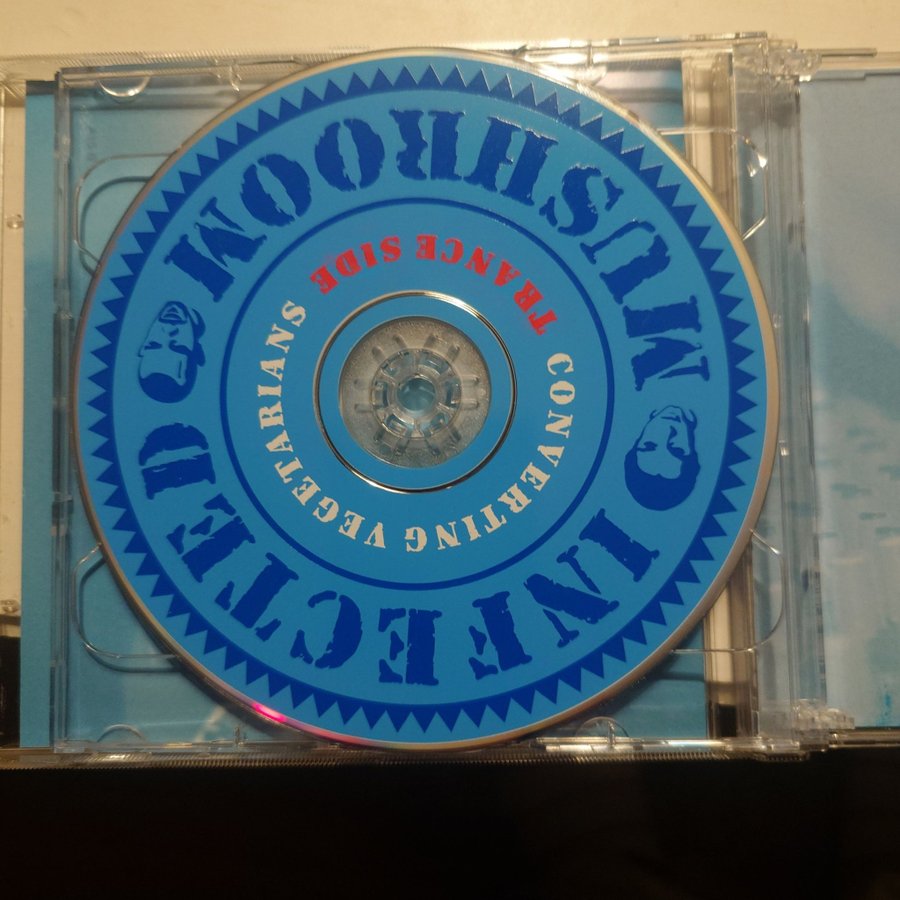 INFECTED
MUSHROOM
CONVERTING VEGETARIANS
TRANCE SIDE